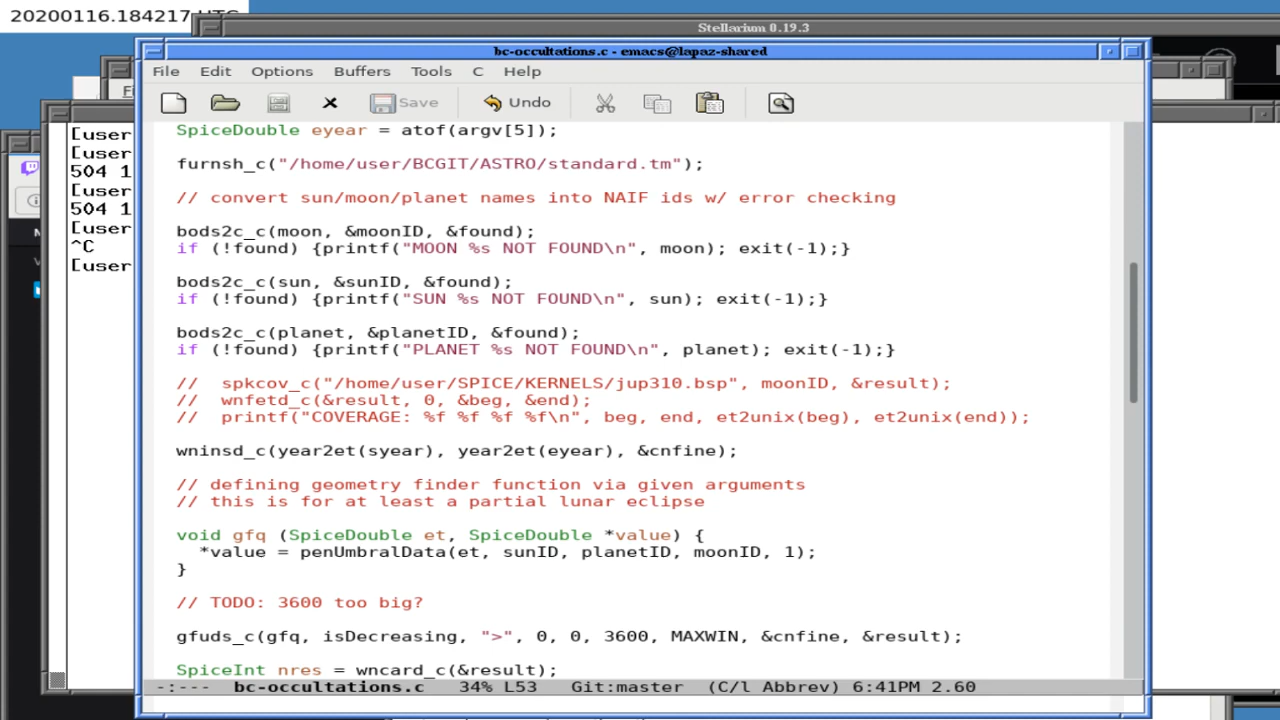 20200116.184217 UTC
Stellarium 0.19.3
bc-occultations.c - emacs@lapaz-shared
File Edit Options Buffers Tools C Help
Save Undo
[user
[user
504 1
[user
504 1
[user
^C
[user
SpiceDouble eyear = atof(argv[5]);
furnsh_c("/home/user/BCGIT/ASTRO/standard.tm");
// convert sun/moon/planet names into NAIF ids w/ error checking
bods2c_c(moon, &moonID, &found);
if (!found) {printf("MOON %s NOT FOUND\n", moon); exit(-1);}
bods2c_c(sun, &sunID, &found);
if (!found) {printf("SUN %s NOT FOUND\n", sun); exit(-1);}
bods2c_c(planet, &planetID, &found);
if (!found) {printf("PLANET %s NOT FOUND\n", planet); exit(-1);}
//  spkcov_c("/home/user/SPICE/KERNELS/jup310.bsp", moonID, &result);
//  wnfetd_c(&result, 0, &beg, &end);
//  printf("COVERAGE: %f %f %f %f\n", beg, end, et2unix(beg), et2unix(end));
wninsd_c(year2et(syear), year2et(eyear), &cnfine);
// defining geometry finder function via given arguments
// this is for at least a partial lunar eclipse
void gfq (SpiceDouble et, SpiceDouble *value) {
  *value = penUmbralData(et, sunID, planetID, moonID, 1);
}
// TODO: 3600 too big?
gfuds_c(gfq, isDecreasing, ">", 0, 0, 3600, MAXWIN, &cnfine, &result);
SpiceInt nres = wncard_c(&result);
-:--- bc-occultations.c 34% L53 Git:master (C/l Abbrev) 6:41PM 2.60